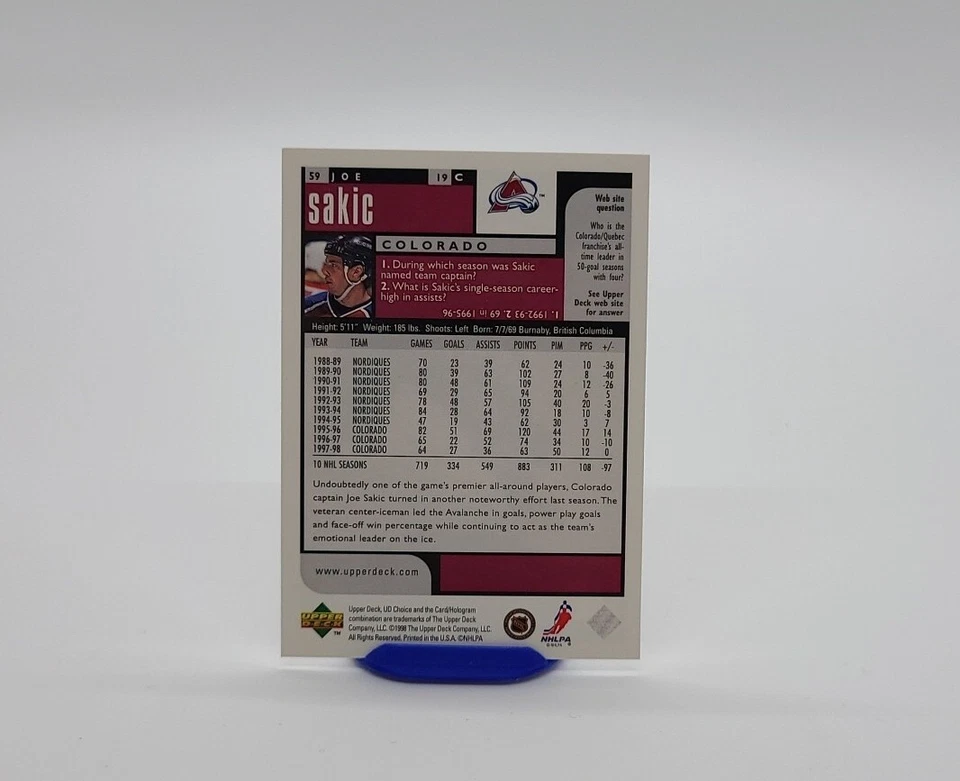 59 JOE 19 C
sakic
COLORADO
1. During which season was Sakic
named team captain?
2. What is Sakic's single-season career-
high in assists?
1. 1992-93 2. 69 in 1995-96
Web site
question
Who is the
Colorado/Quebec
franchise's all-
time leader in
50-goal seasons
with four?
See Upper
Deck web site
for answer
Height: 5'11" Weight: 185 lbs. Shoots: Left Born: 7/7/69 Burnaby, British Columbia
YEAR TEAM GAMES GOALS ASSISTS POINTS PIM PPG +/-
1988-89 NORDIQUES 70 23 39 62 24 10 -36
1989-90 NORDIQUES 80 39 63 102 27 8 -40
1990-91 NORDIQUES 80 48 61 109 24 12 -26
1991-92 NORDIQUES 69 29 65 94 20 6 5
1992-93 NORDIQUES 78 48 57 105 40 20 -3
1993-94 NORDIQUES 84 28 64 92 18 10 -8
1994-95 NORDIQUES 47 19 43 62 30 3 7
1995-96 COLORADO 82 51 69 120 44 17 14
1996-97 COLORADO 65 22 52 74 34 10 -10
1997-98 COLORADO 64 27 36 63 50 12 0
10 NHL SEASONS 719 334 549 883 311 108 -97
Undoubtedly one of the game's premier all-around players, Colorado
captain Joe Sakic turned in another noteworthy effort last season. The
veteran center-iceman led the Avalanche in goals, power play goals
and face-off win percentage while continuing to act as the team's
emotional leader on the ice.
www.upperdeck.com
UPPER
DECK
TM
Upper Deck, UD Choice and the Card/Hologram
combination are trademarks of The Upper Deck
Company, LLC. ©1998 The Upper Deck Company, LLC.
All Rights Reserved. Printed in the U.S.A. ©NHLPA
NHLPA